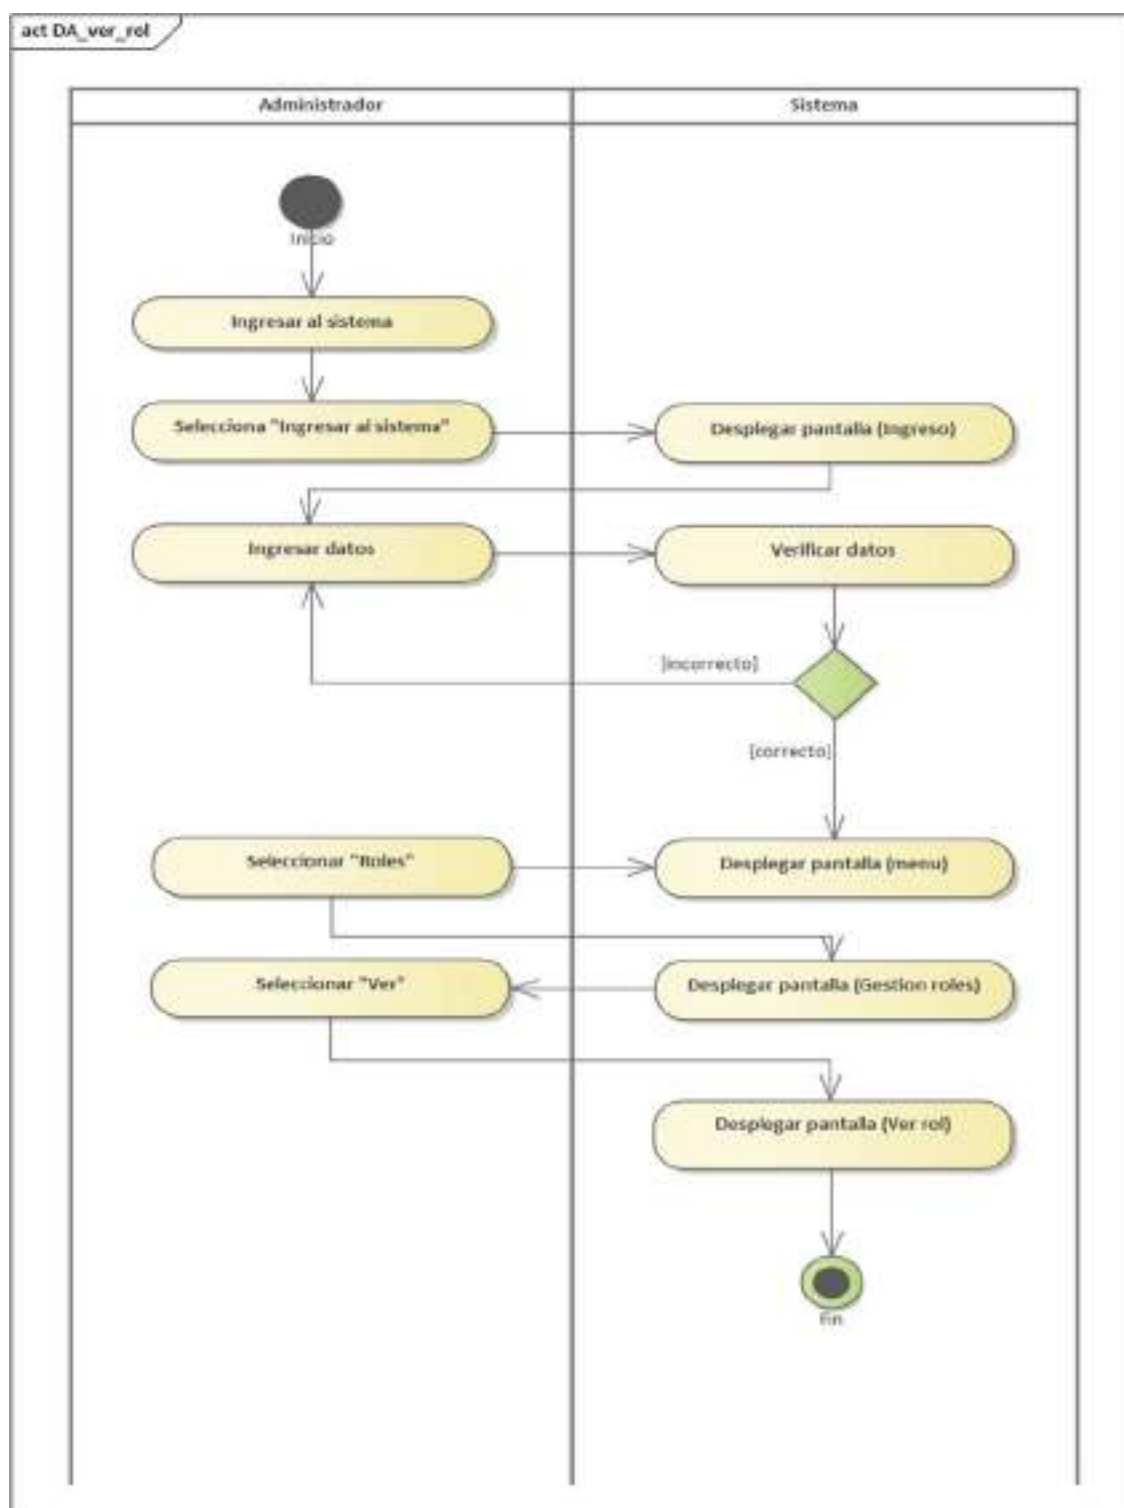 act DA_ver_rol
Administrador
Sistema
Inicio
Ingresar al sistema
Selecciona "Ingresar al sistema"
Desplegar pantalla (Ingreso)
Ingresar datos
Verificar datos
[incorrecto]
[correcto]
Seleccionar "Roles"
Desplegar pantalla (menu)
Seleccionar "Ver"
Desplegar pantalla (Gestion roles)
Desplegar pantalla (Ver rol)
Fin